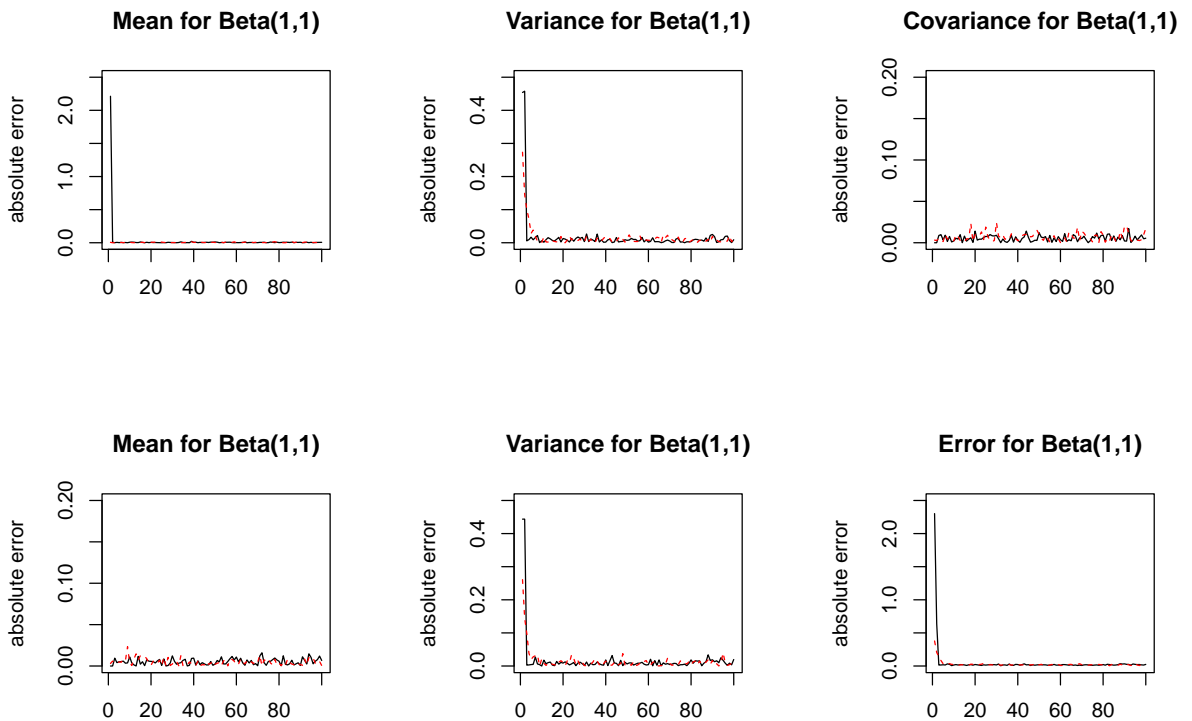 Mean for Beta(1,1)
absolute error
0.0 1.0 2.0
0 20 40 60 80
Variance for Beta(1,1)
absolute error
0.0 0.2 0.4
0 20 40 60 80
Covariance for Beta(1,1)
absolute error
0.00 0.10 0.20
0 20 40 60 80
Mean for Beta(1,1)
absolute error
0.00 0.10 0.20
0 20 40 60 80
Variance for Beta(1,1)
absolute error
0.0 0.2 0.4
0 20 40 60 80
Error for Beta(1,1)
absolute error
0.0 1.0 2.0
0 20 40 60 80